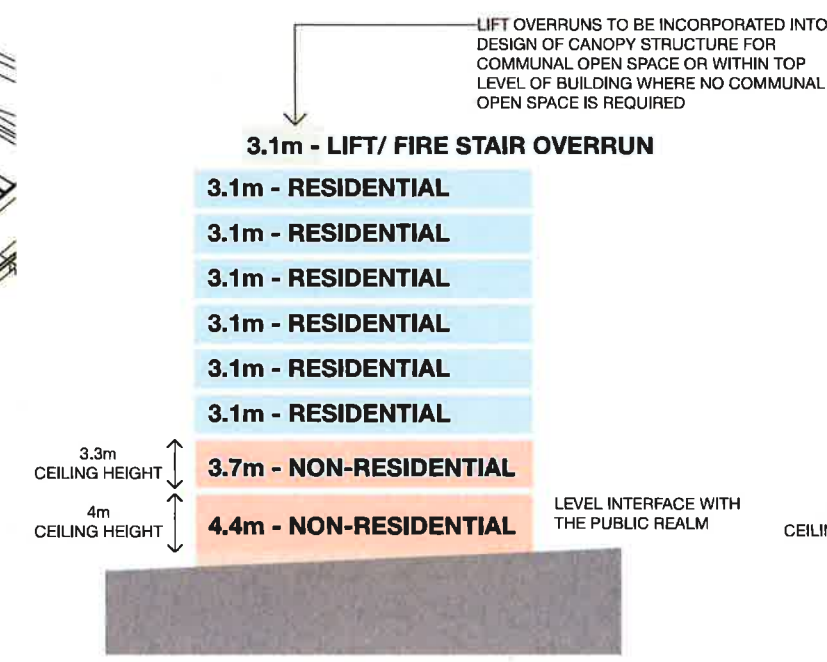 LIFT OVERRUNS TO BE INCORPORATED INTO
DESIGN OF CANOPY STRUCTURE FOR
COMMUNAL OPEN SPACE OR WITHIN TOP
LEVEL OF BUILDING WHERE NO COMMUNAL
OPEN SPACE IS REQUIRED
3.1m - LIFT/ FIRE STAIR OVERRUN
3.1m - RESIDENTIAL
3.1m - RESIDENTIAL
3.1m - RESIDENTIAL
3.1m - RESIDENTIAL
3.1m - RESIDENTIAL
3.1m - RESIDENTIAL
3.3m
CEILING HEIGHT
3.7m - NON-RESIDENTIAL
4m
CEILING HEIGHT
4.4m - NON-RESIDENTIAL
LEVEL INTERFACE WITH
THE PUBLIC REALM